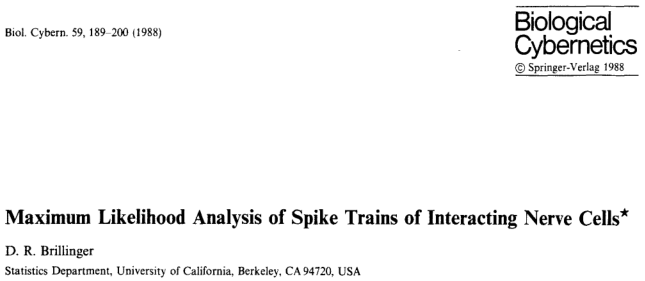 Biol. Cybern. 59, 189-200 (1988)
Biological
Cybernetics
© Springer-Verlag 1988
Maximum Likelihood Analysis of Spike Trains of Interacting Nerve Cells★
D. R. Brillinger
Statistics Department, University of California, Berkeley, CA 94720, USA